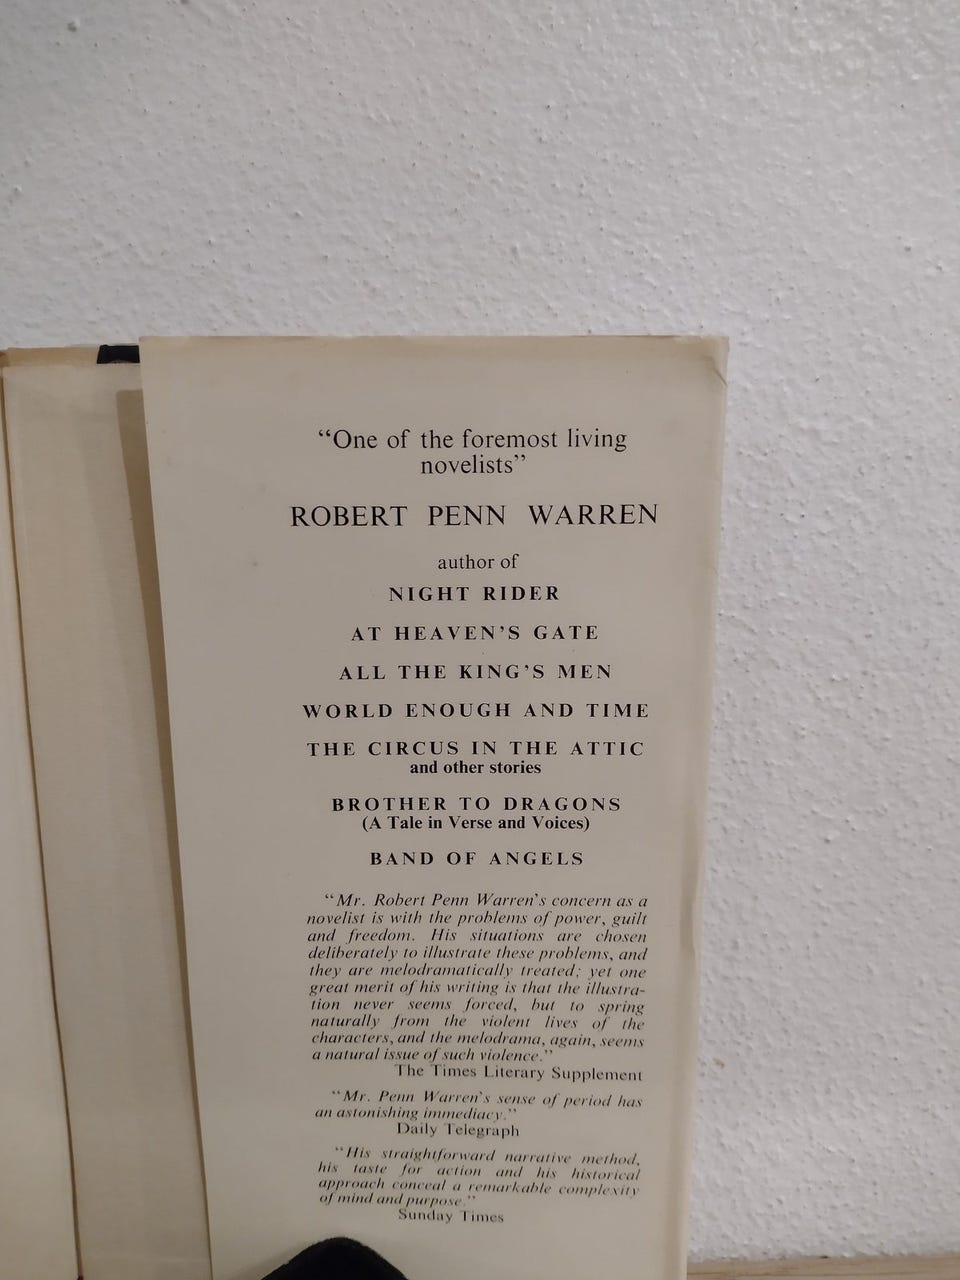 “One of the foremost living
novelists”
ROBERT PENN WARREN
author of
NIGHT RIDER
AT HEAVEN’S GATE
ALL THE KING’S MEN
WORLD ENOUGH AND TIME
THE CIRCUS IN THE ATTIC
and other stories
BROTHER TO DRAGONS
(A Tale in Verse and Voices)
BAND OF ANGELS
“Mr. Robert Penn Warren’s concern as a
novelist is with the problems of power, guilt
and freedom. His situations are chosen
deliberately to illustrate these problems, and
they are melodramatically treated; yet one
great merit of his writing is that the illustra-
tion never seems forced, but to spring
naturally from the violent lives of the
characters, and the melodrama, again, seems
a natural issue of such violence.”
The Times Literary Supplement
“Mr. Penn Warren’s sense of period has
an astonishing immediacy.”
Daily Telegraph
“His straightforward narrative method,
his taste for action and his historical
approach conceal a remarkable complexity
of mind and purpose.”
Sunday Times